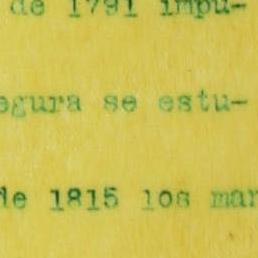 de 1791 impu-
egura se estu-
de 1815 los mar